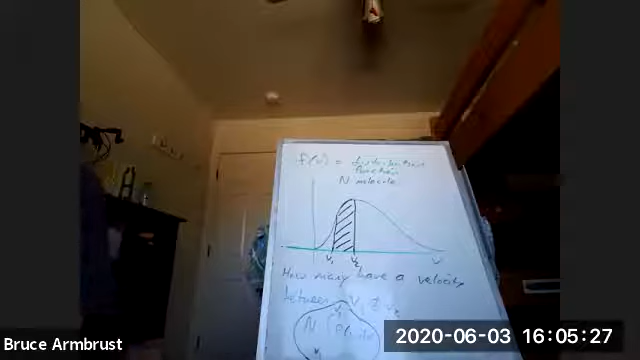 f(v) = distribution
function
N molecule
v₁ v₂ v
How many have a velocity
between v₁ & v₂
N
Bruce Armbrust
2020-06-03 16:05:27